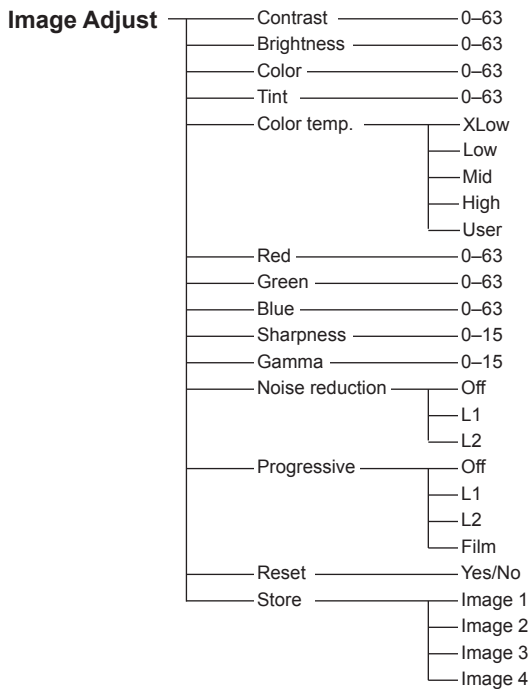 Image Adjust Contrast 0–63
Brightness 0–63
Color 0–63
Tint 0–63
Color temp. XLow
Low
Mid
High
User
Red 0–63
Green 0–63
Blue 0–63
Sharpness 0–15
Gamma 0–15
Noise reduction Off
L1
L2
Progressive Off
L1
L2
Film
Reset Yes/No
Store Image 1
Image 2
Image 3
Image 4